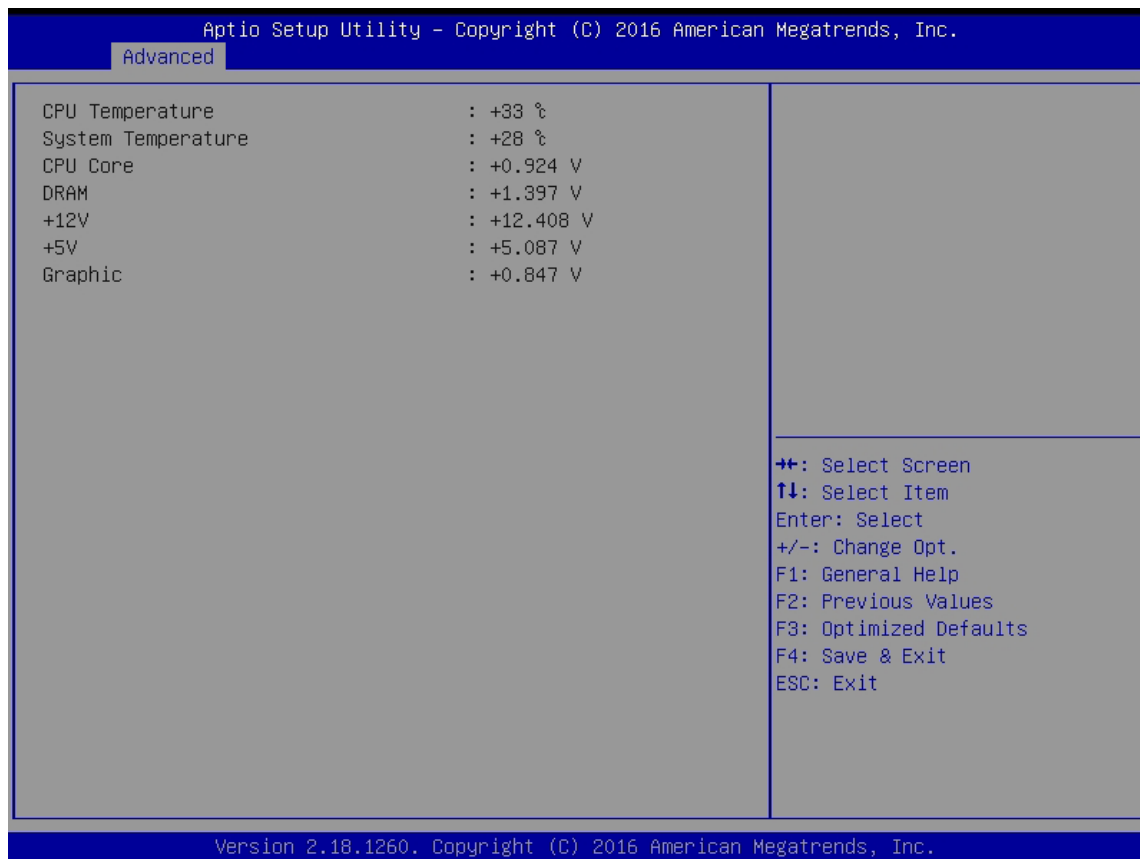 Aptio Setup Utility – Copyright (C) 2016 American Megatrends, Inc.
Advanced
CPU Temperature : +33 ℃
System Temperature : +28 ℃
CPU Core : +0.924 V
DRAM : +1.397 V
+12V : +12.408 V
+5V : +5.087 V
Graphic : +0.847 V
→←: Select Screen
↑↓: Select Item
Enter: Select
+/-: Change Opt.
F1: General Help
F2: Previous Values
F3: Optimized Defaults
F4: Save & Exit
ESC: Exit
Version 2.18.1260. Copyright (C) 2016 American Megatrends, Inc.